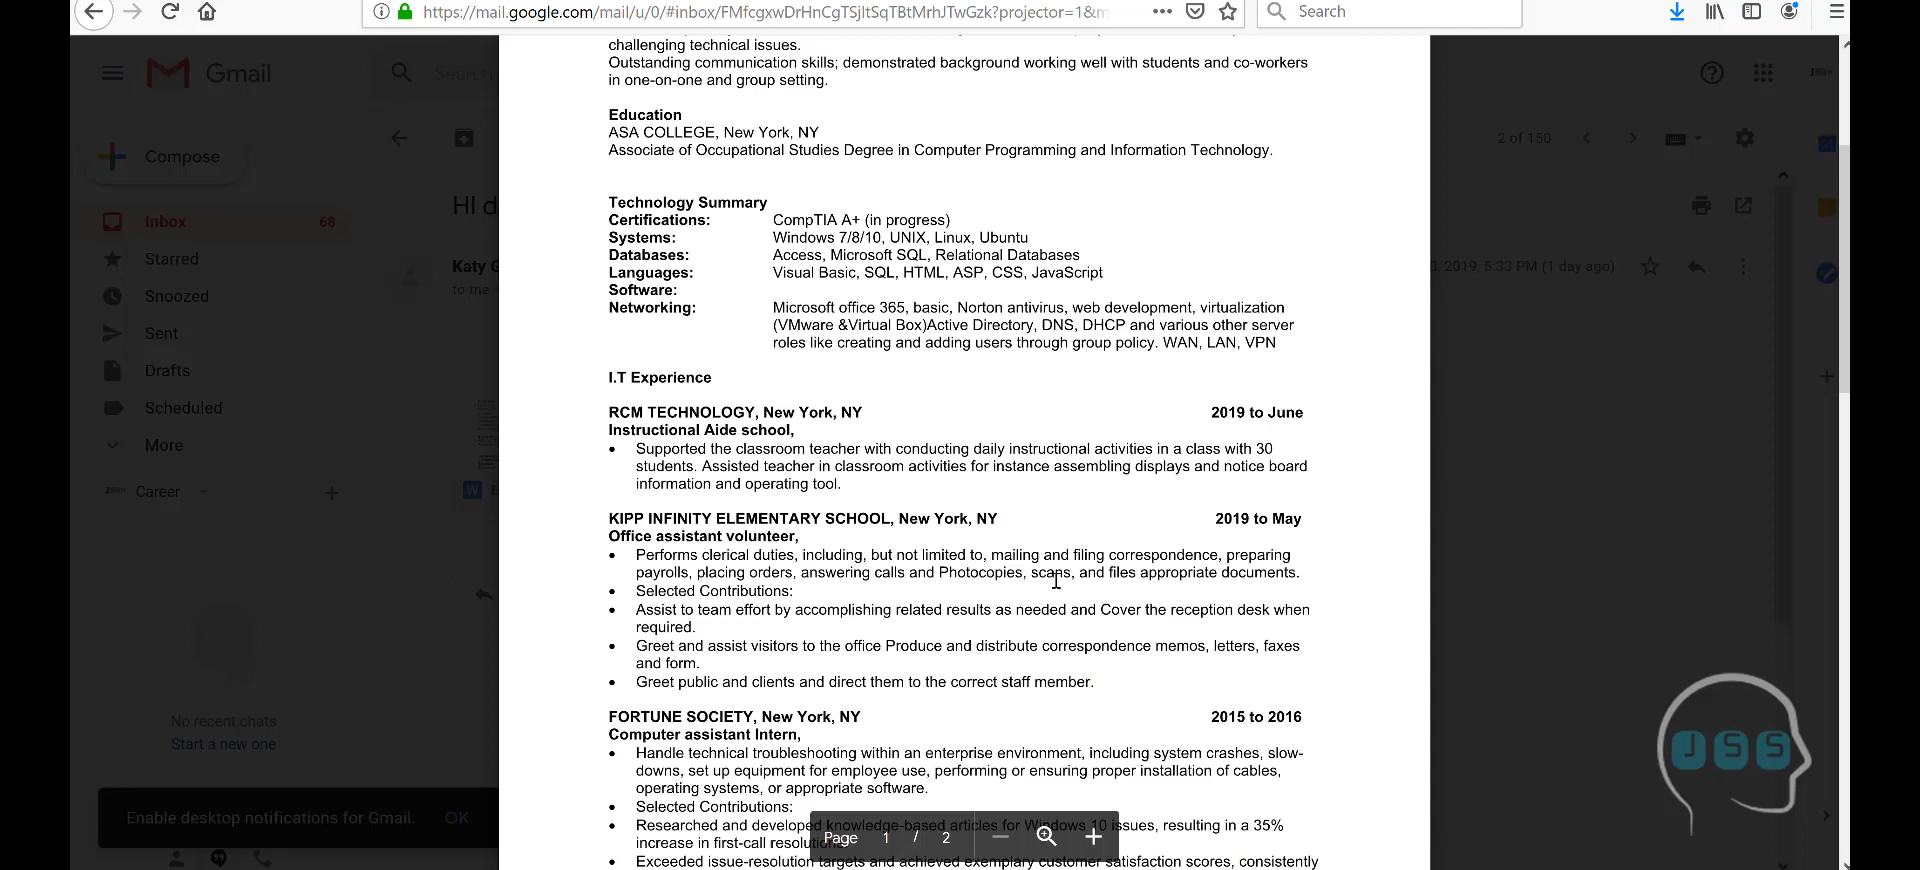 https://mail.google.com/mail/u/0/#inbox/FMfcgxwDrHnCgTSjltSqTBtMrhJTwGzk?projector=1&m
Search
Gmail
Search
Compose
Inbox 68
Starred
Snoozed
Sent
Drafts
Scheduled
More
Career
No recent chats
Start a new one
Enable desktop notifications for Gmail. OK
2 of 150
HI d
Katy G
to me
2019, 5:33 PM (1 day ago)
challenging technical issues.
Outstanding communication skills; demonstrated background working well with students and co-workers
in one-on-one and group setting.
Education
ASA COLLEGE, New York, NY
Associate of Occupational Studies Degree in Computer Programming and Information Technology.
Technology Summary
Certifications: CompTIA A+ (in progress)
Systems: Windows 7/8/10, UNIX, Linux, Ubuntu
Databases: Access, Microsoft SQL, Relational Databases
Languages: Visual Basic, SQL, HTML, ASP, CSS, JavaScript
Software:
Networking: Microsoft office 365, basic, Norton antivirus, web development, virtualization
(VMware &Virtual Box)Active Directory, DNS, DHCP and various other server
roles like creating and adding users through group policy. WAN, LAN, VPN
I.T Experience
RCM TECHNOLOGY, New York, NY 2019 to June
Instructional Aide school,
• Supported the classroom teacher with conducting daily instructional activities in a class with 30
students. Assisted teacher in classroom activities for instance assembling displays and notice board
information and operating tool.
KIPP INFINITY ELEMENTARY SCHOOL, New York, NY 2019 to May
Office assistant volunteer,
• Performs clerical duties, including, but not limited to, mailing and filing correspondence, preparing
payrolls, placing orders, answering calls and Photocopies, scans, and files appropriate documents.
• Selected Contributions:
• Assist to team effort by accomplishing related results as needed and Cover the reception desk when
required.
• Greet and assist visitors to the office Produce and distribute correspondence memos, letters, faxes
and form.
• Greet public and clients and direct them to the correct staff member.
FORTUNE SOCIETY, New York, NY 2015 to 2016
Computer assistant Intern,
• Handle technical troubleshooting within an enterprise environment, including system crashes, slow-
downs, set up equipment for employee use, performing or ensuring proper installation of cables,
operating systems, or appropriate software.
• Selected Contributions:
• Researched and developed knowledge-based articles for Windows 10 issues, resulting in a 35%
increase in first-call resolution
• Exceeded issue-resolution targets and achieved exemplary customer satisfaction scores, consistently
Page 1 / 2
JSS